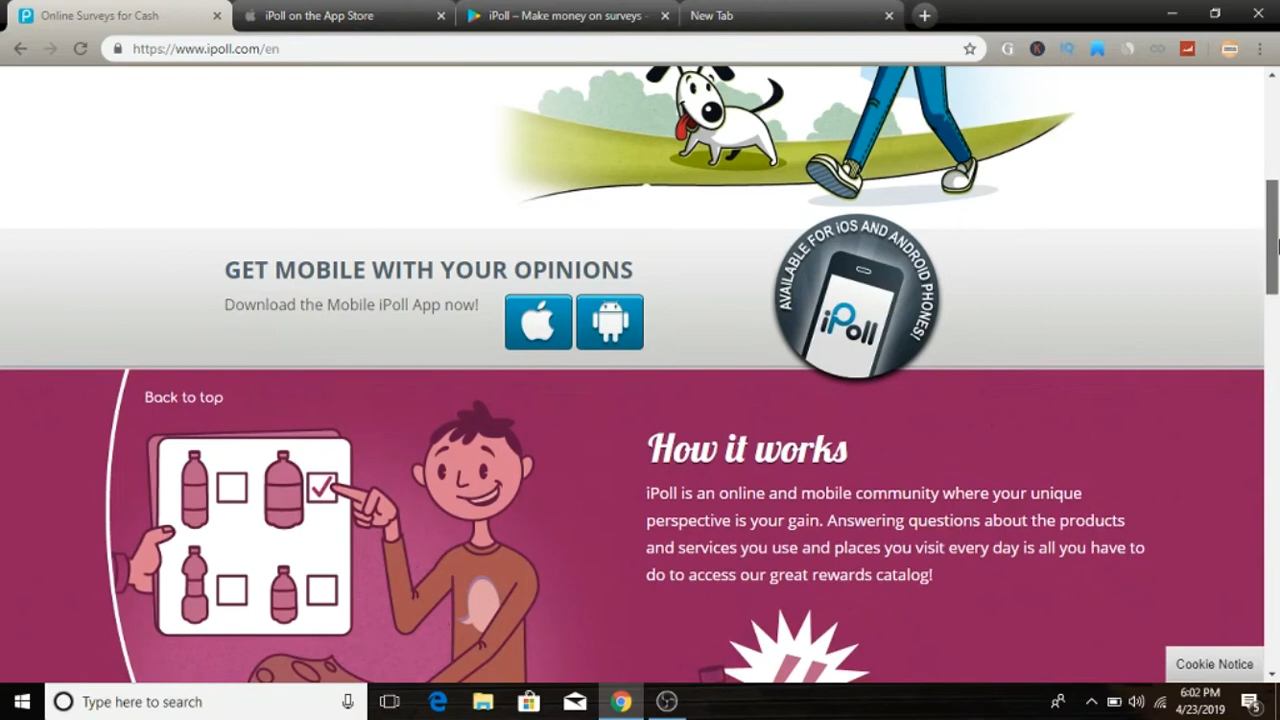 Online Surveys for Cash
iPoll on the App Store
iPoll – Make money on surveys
New Tab
https://www.ipoll.com/en
GET MOBILE WITH YOUR OPINIONS
Download the Mobile iPoll App now!
AVAILABLE FOR iOS AND ANDROID PHONES!
iPoll
Back to top
How it works
iPoll is an online and mobile community where your unique
perspective is your gain. Answering questions about the products
and services you use and places you visit every day is all you have to
do to access our great rewards catalog!
Cookie Notice
Type here to search
6:02 PM
4/23/2019
5